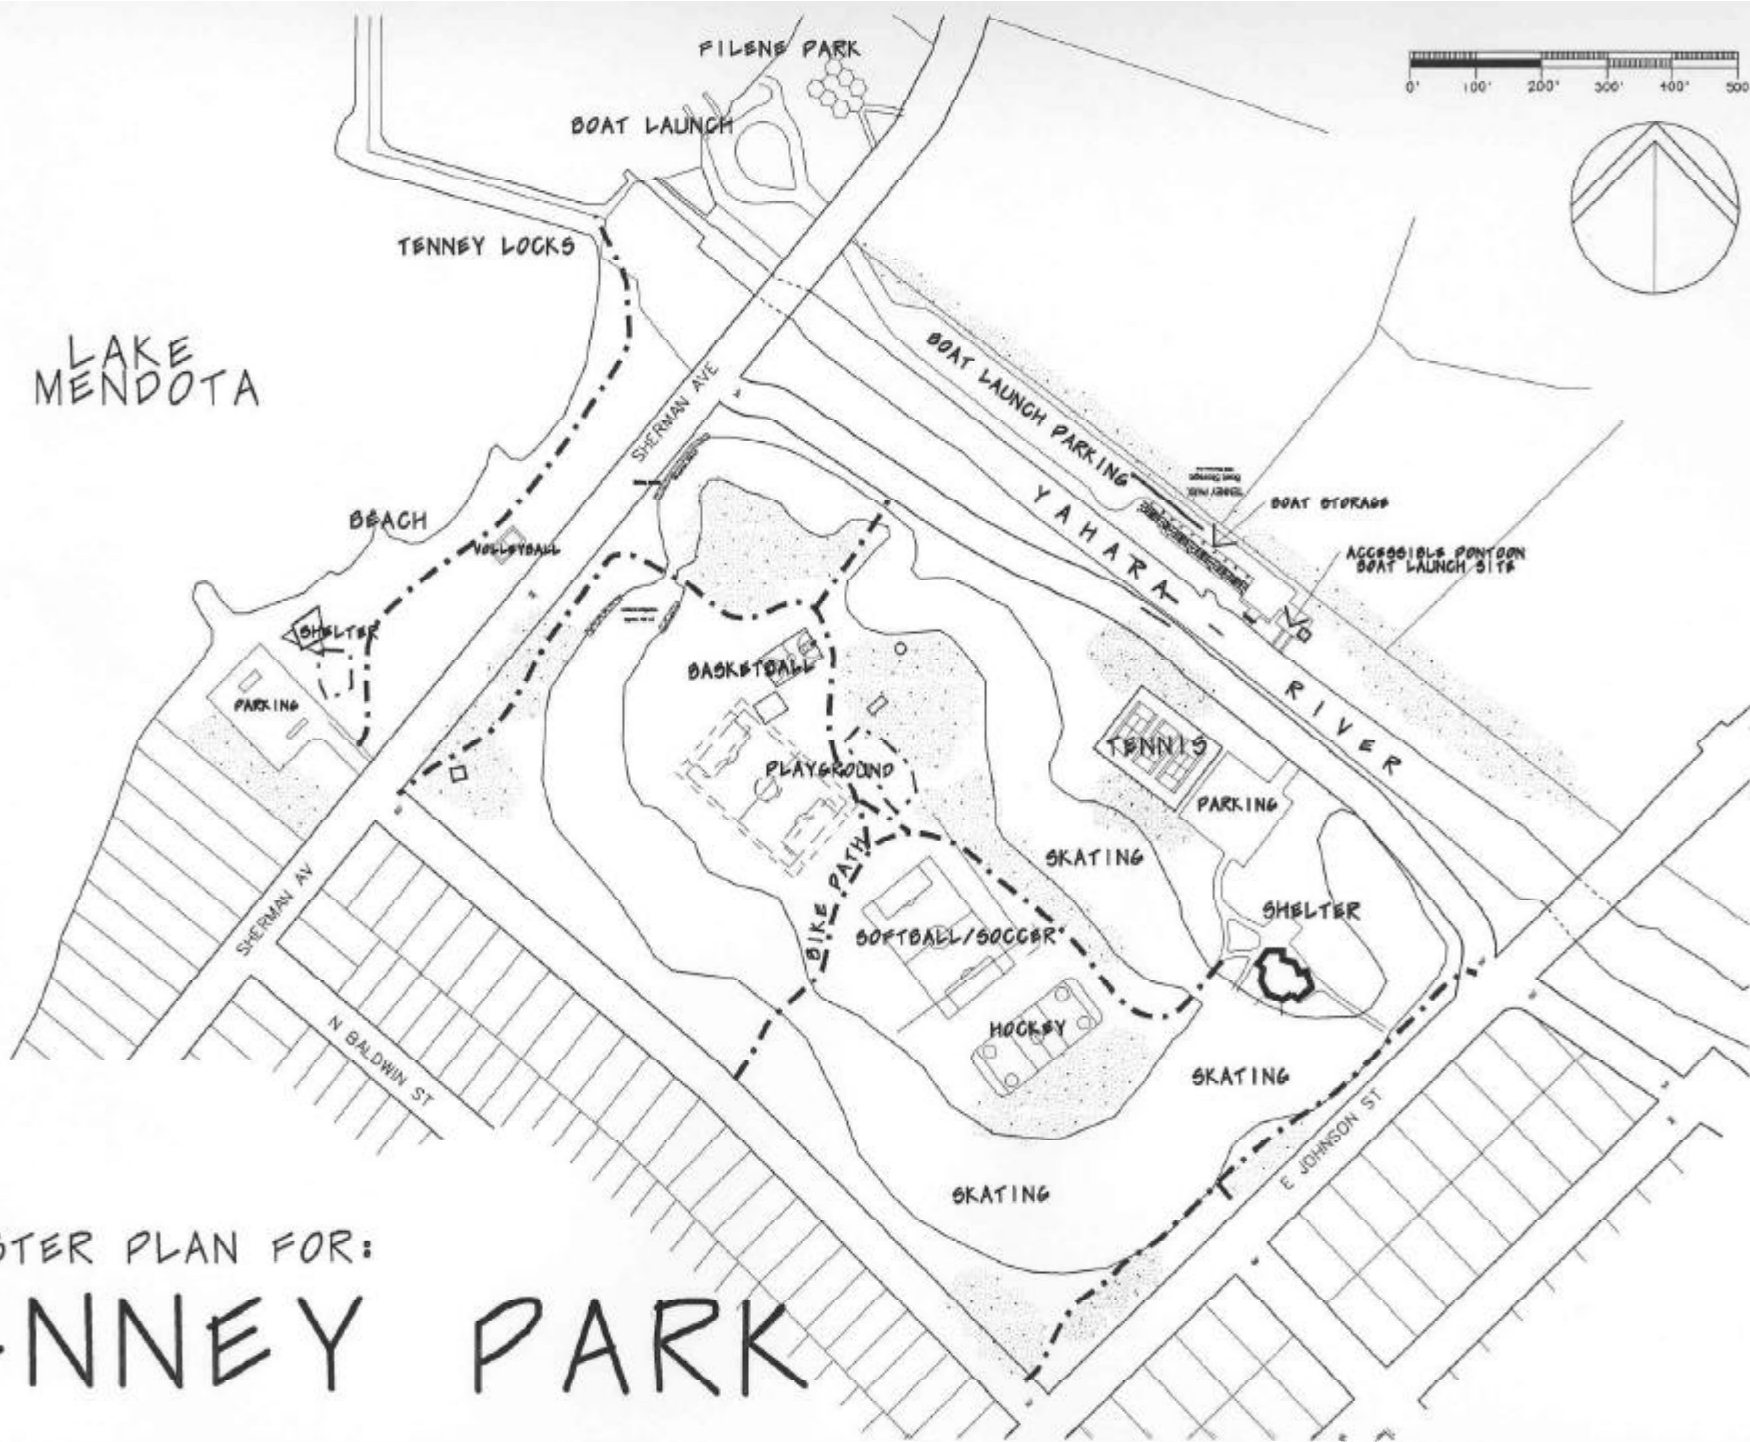 FILENE PARK
0' 100' 200' 300' 400' 500
BOAT LAUNCH
TENNEY LOCKS
LAKE
MENDOTA
SHERMAN AVE
BOAT LAUNCH PARKING
YAHARA RIVER
BOAT STORAGE
ACCESSIBLE PONTOON
BOAT LAUNCH SITE
BEACH
VOLLEYBALL
SHELTER
PARKING
BASKETBALL
PLAYGROUND
TENNIS
PARKING
BIKE PATH
SKATING
SHERMAN AV
SHELTER
SOFTBALL/SOCCER
HOCKEY
N BALDWIN ST
SKATING
E JOHNSON ST
SKATING
STER PLAN FOR:
ENNEY PARK